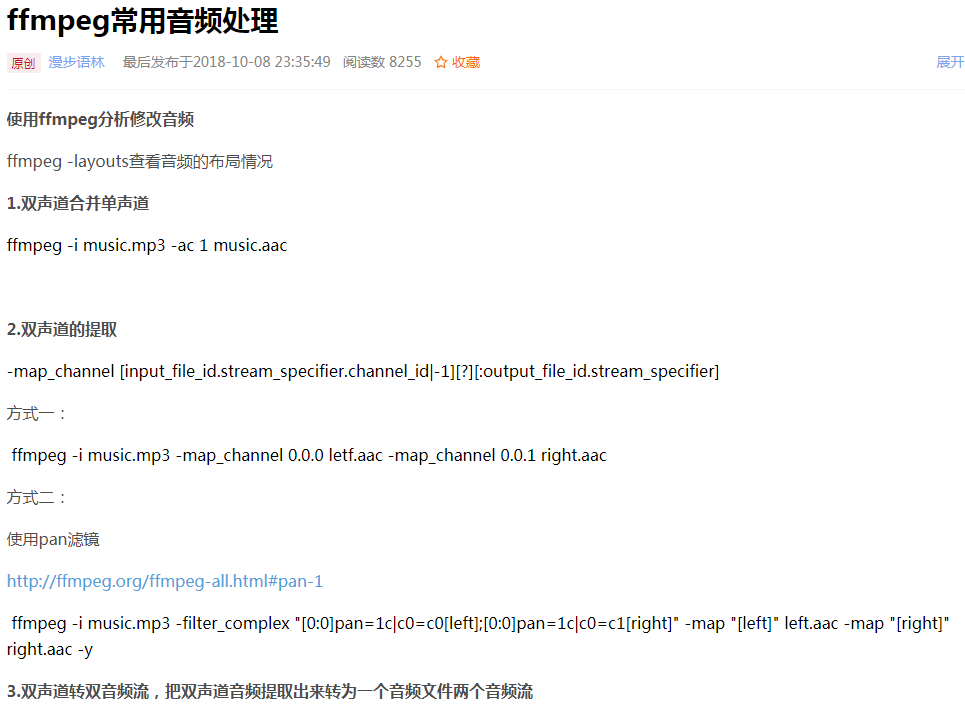 ffmpeg常用音频处理
原创 漫步语林 最后发布于2018-10-08 23:35:49 阅读数 8255 收藏 展开
使用ffmpeg分析修改音频
ffmpeg -layouts查看音频的布局情况
1.双声道合并单声道
ffmpeg -i music.mp3 -ac 1 music.aac
2.双声道的提取
-map_channel [input_file_id.stream_specifier.channel_id|-1][?][:output_file_id.stream_specifier]
方式一：
ffmpeg -i music.mp3 -map_channel 0.0.0 letf.aac -map_channel 0.0.1 right.aac
方式二：
使用pan滤镜
http://ffmpeg.org/ffmpeg-all.html#pan-1
ffmpeg -i music.mp3 -filter_complex "[0:0]pan=1c|c0=c0[left];[0:0]pan=1c|c0=c1[right]" -map "[left]" left.aac -map "[right]"
right.aac -y
3.双声道转双音频流，把双声道音频提取出来转为一个音频文件两个音频流